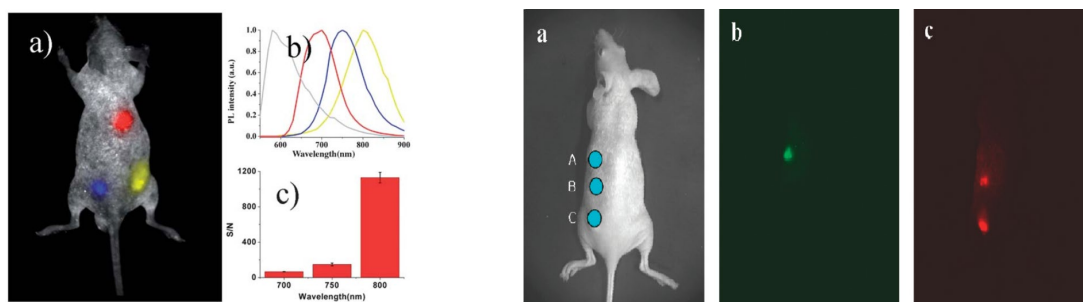 a)
b)
1.0
0.8
0.6
0.4
0.2
0.0
PL intensity (a.u.)
600
700
800
900
Wavelength(nm)
c)
1200
800
400
0
S/N
700
750
800
Wavelength(nm)
a
A
B
C
b
c